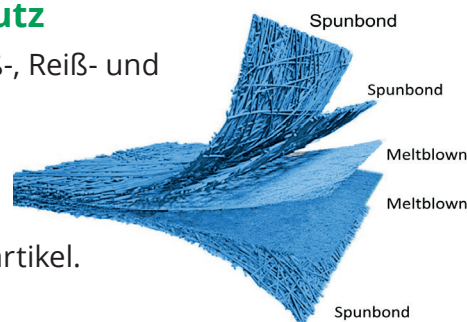 utz
Spunbond
-, Reiß- und
Spunbond
Meltblown
Meltblown
rtikel.
Spunbond